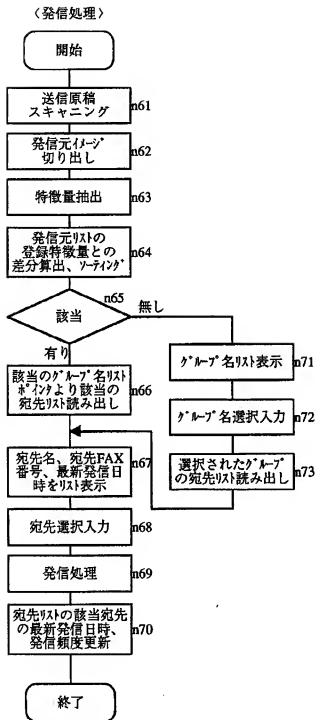 〈発信処理〉
開始
送信原稿
スキャニング
n61
発信元イメージ
切り出し
n62
特徴量抽出
n63
発信元リストの
登録特徴量との
差分算出、ソーティング
n64
n65
該当
無し
有り
該当のグループ名リスト
ポインタより該当の
宛先リスト読み出し
n66
グループ名リスト表示
n71
グループ名選択入力
n72
選択されたグループ
の宛先リスト読み出し
n73
宛先名、宛先FAX
番号、最新発信日
時をリスト表示
n67
宛先選択入力
n68
発信処理
n69
宛先リストの該当宛先
の最新発信日時、
発信頻度更新
n70
終了